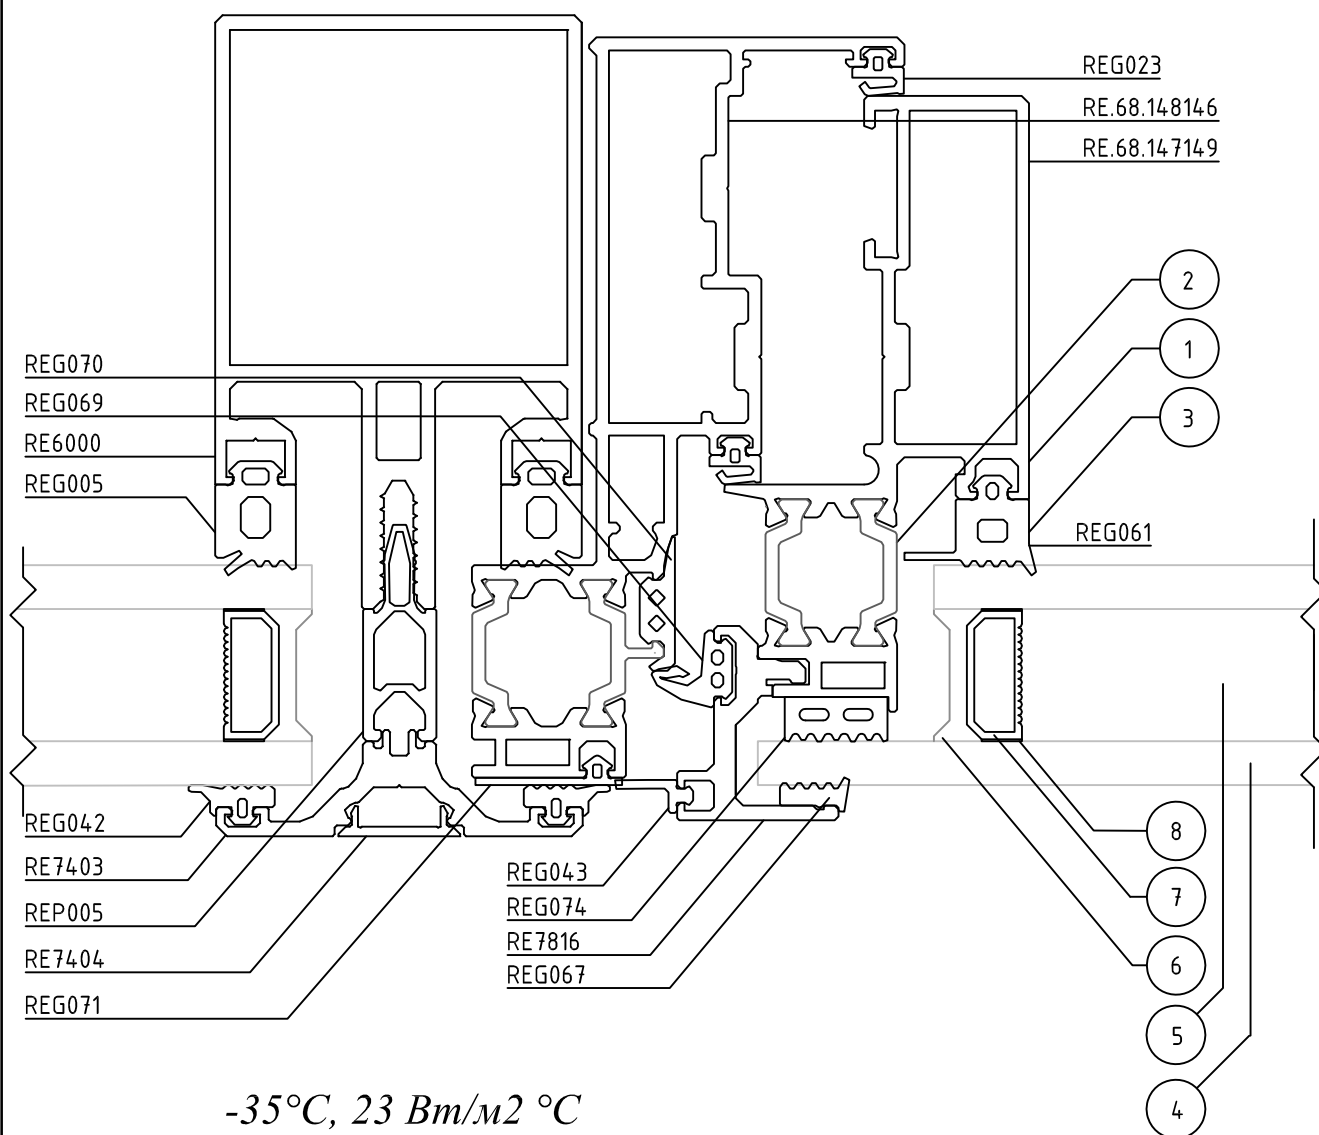 REG023
RE.68.148146
RE.68.147149
2
1
3
REG070
REG069
RE6000
REG005
REG061
REG042
RE7403
REP005
RE7404
REG071
REG043
REG074
RE7816
REG067
8
7
6
5
4
-35°C, 23 Вт/м2 °C